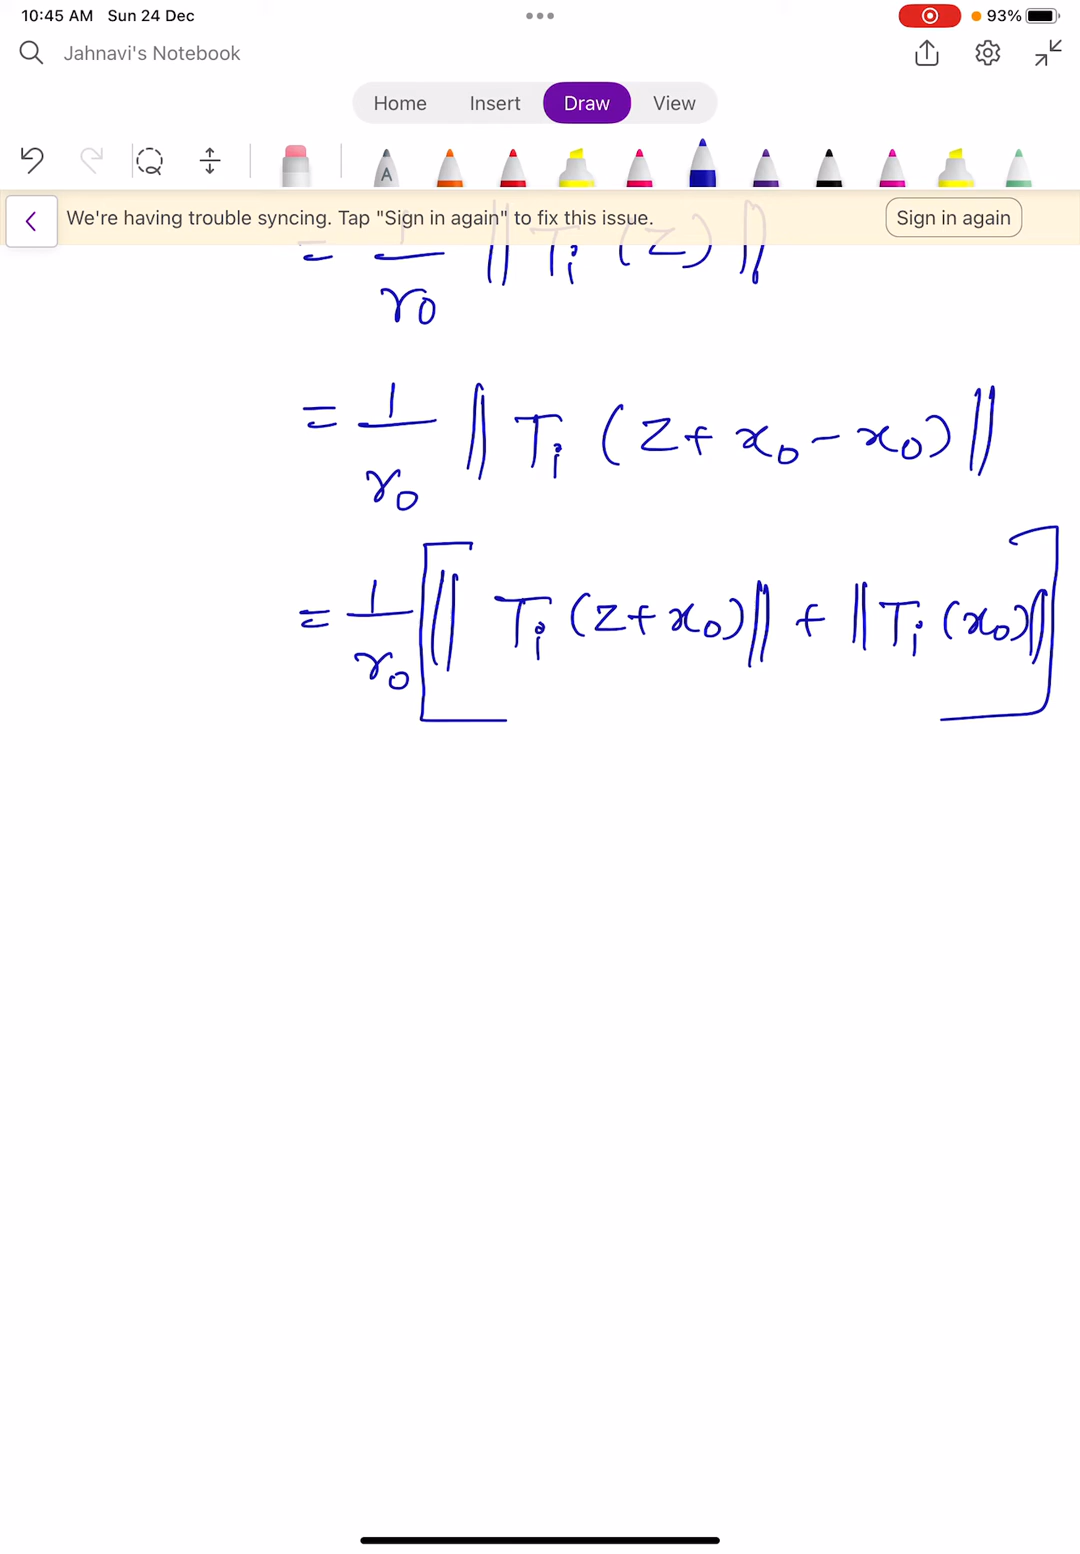 10:45 AM Sun 24 Dec
93%
Jahnavi's Notebook
Home Insert Draw View
A
We're having trouble syncing. Tap "Sign in again" to fix this issue. Sign in again
= 1/r₀ ‖ Tᵢ (z) ‖
= 1/r₀ ‖ Tᵢ (z + x₀ − x₀) ‖
= 1/r₀ [ ‖ Tᵢ (z + x₀) ‖ + ‖ Tᵢ (x₀) ‖ ]